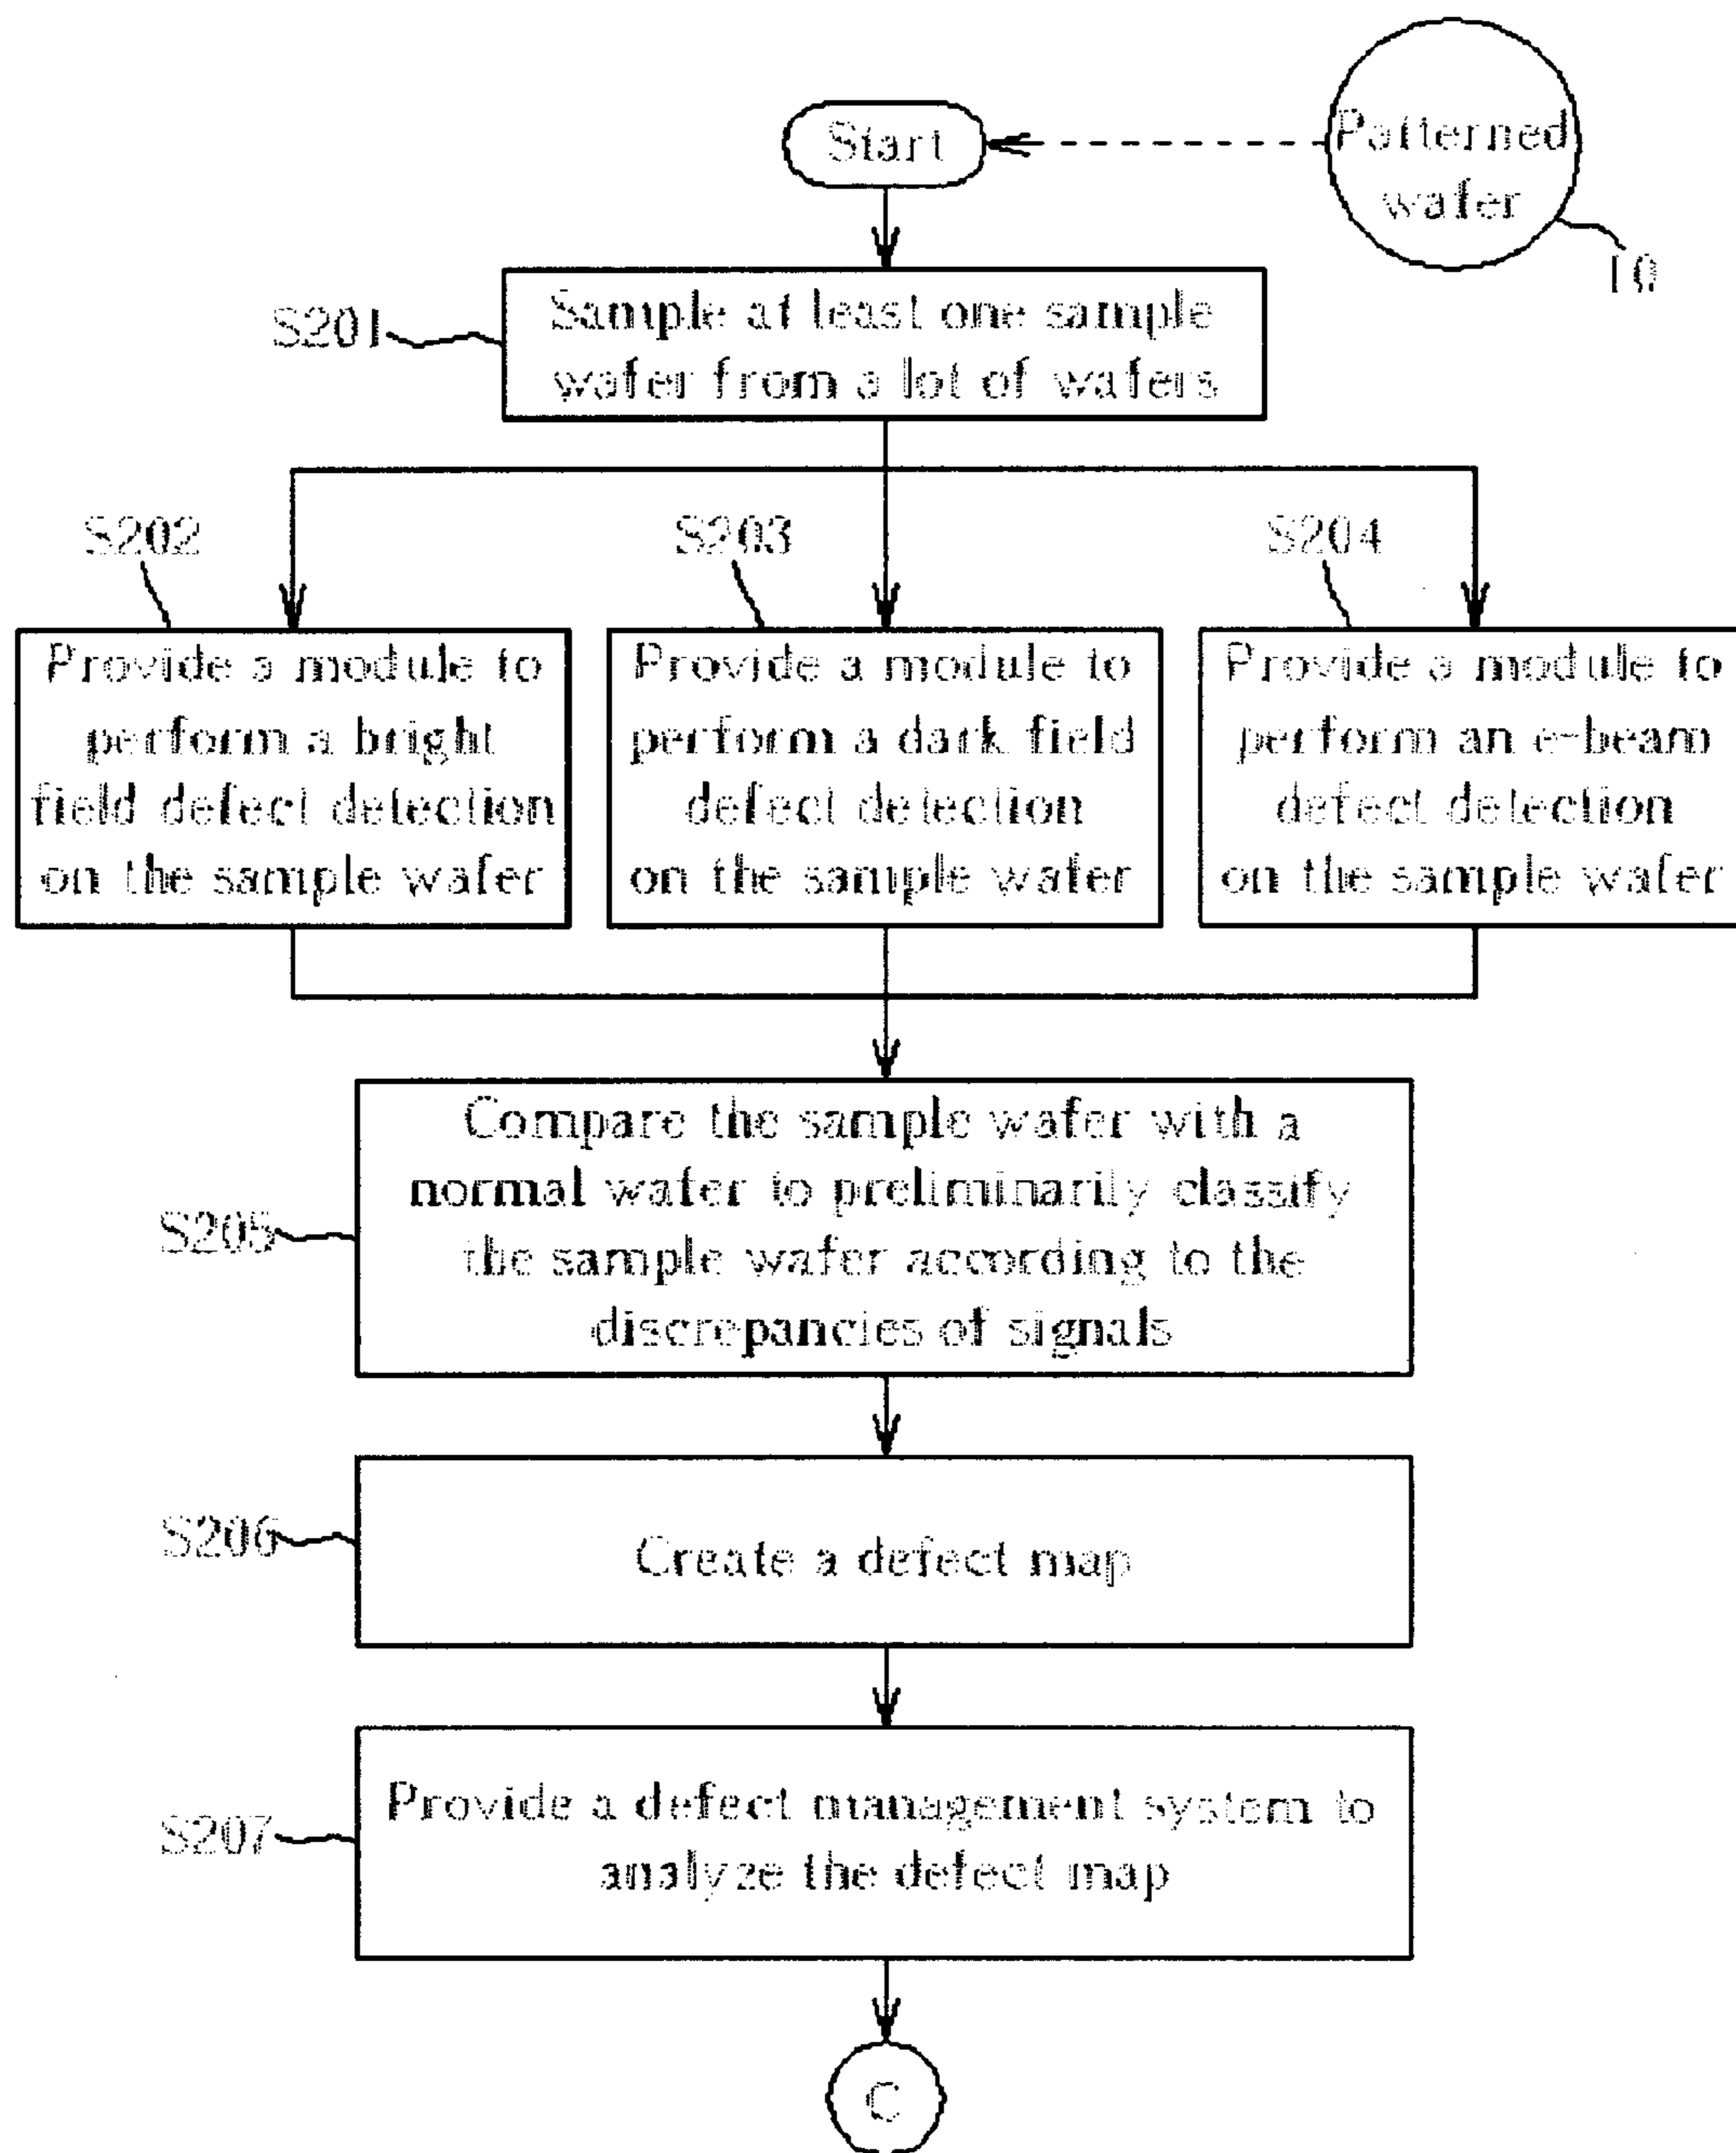 Start
Patterned
wafer
10
S201
Sample at least one sample
wafer from a lot of wafers
S202
Provide a module to
perform a bright
field defect detection
on the sample wafer
S203
Provide a module to
perform a dark field
defect detection
on the sample wafer
S204
Provide a module to
perform an e-beam
defect detection
on the sample wafer
S205
Compare the sample wafer with a
normal wafer to preliminarily classify
the sample wafer according to the
discrepancies of signals
S206
Create a defect map
S207
Provide a defect management system to
analyze the defect map
C